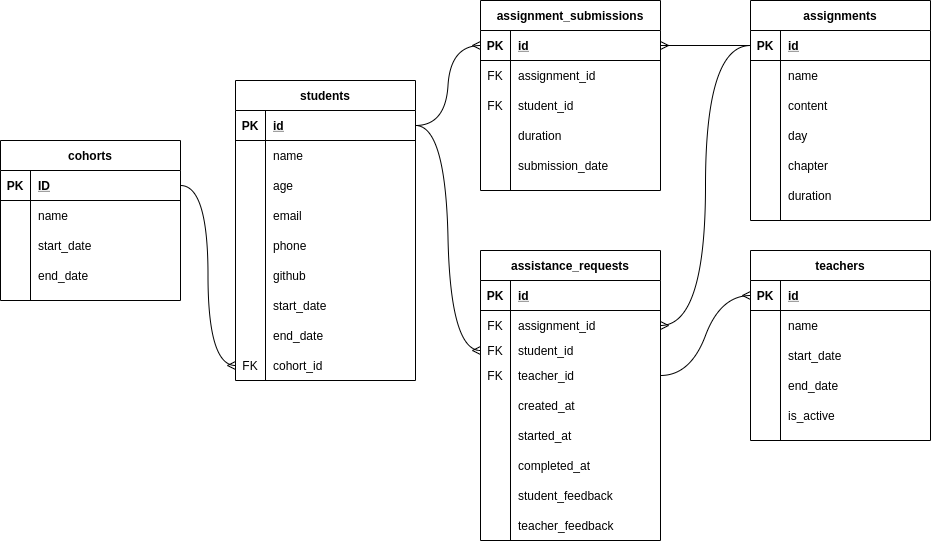 cohorts
PK ID
name
start_date
end_date
students
PK id
name
age
email
phone
github
start_date
end_date
FK cohort_id
assignment_submissions
PK id
FK assignment_id
FK student_id
duration
submission_date
assistance_requests
PK id
FK assignment_id
FK student_id
FK teacher_id
created_at
started_at
completed_at
student_feedback
teacher_feedback
assignments
PK id
name
content
day
chapter
duration
teachers
PK id
name
start_date
end_date
is_active